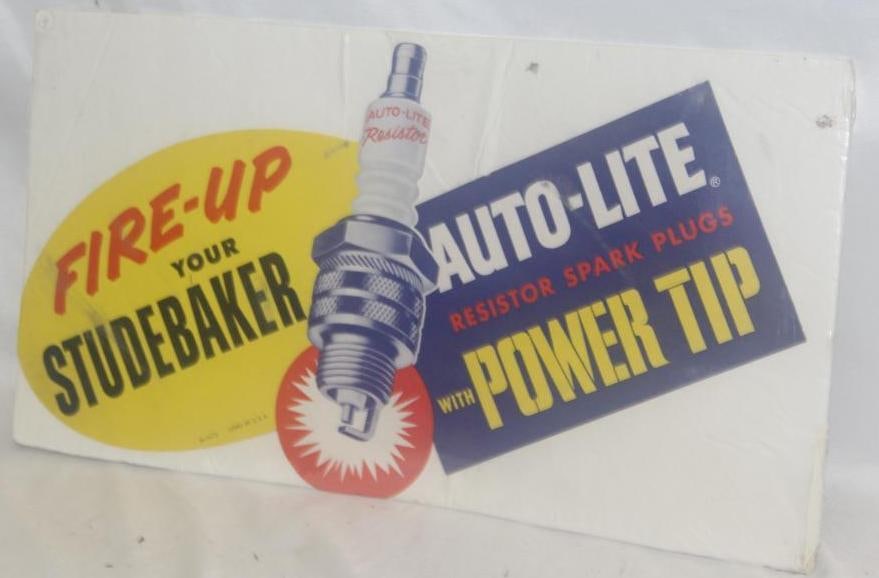 FIRE-UP
YOUR
STUDEBAKER
AUTO-LITE
Resistor
AUTO-LITE®
RESISTOR SPARK PLUGS
WITH POWER TIP